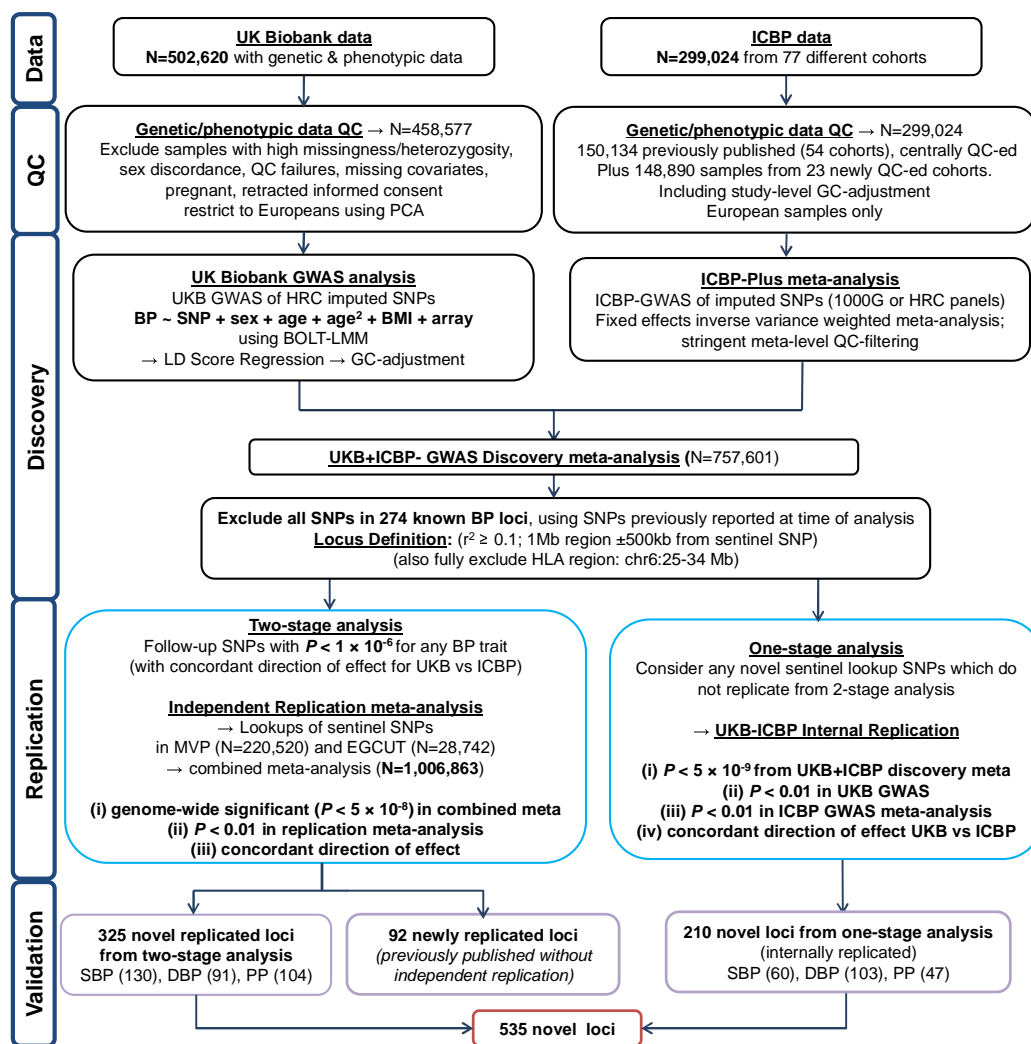 Data
UK Biobank data
N=502,620 with genetic & phenotypic data
ICBP data
N=299,024 from 77 different cohorts
QC
Genetic/phenotypic data QC → N=458,577
Exclude samples with high missingness/heterozygosity,
sex discordance, QC failures, missing covariates,
pregnant, retracted informed consent
restrict to Europeans using PCA
Genetic/phenotypic data QC → N=299,024
150,134 previously published (54 cohorts), centrally QC-ed
Plus 148,890 samples from 23 newly QC-ed cohorts.
Including study-level GC-adjustment
European samples only
Discovery
UK Biobank GWAS analysis
UKB GWAS of HRC imputed SNPs
BP ~ SNP + sex + age + age² + BMI + array
using BOLT-LMM
→ LD Score Regression → GC-adjustment
ICBP-Plus meta-analysis
ICBP-GWAS of imputed SNPs (1000G or HRC panels)
Fixed effects inverse variance weighted meta-analysis;
stringent meta-level QC-filtering
UKB+ICBP- GWAS Discovery meta-analysis (N=757,601)
Exclude all SNPs in 274 known BP loci, using SNPs previously reported at time of analysis
Locus Definition: (r² ≥ 0.1; 1Mb region ±500kb from sentinel SNP)
(also fully exclude HLA region: chr6:25-34 Mb)
Replication
Two-stage analysis
Follow-up SNPs with P < 1 × 10⁻⁶ for any BP trait
(with concordant direction of effect for UKB vs ICBP)
Independent Replication meta-analysis
→ Lookups of sentinel SNPs
in MVP (N=220,520) and EGCUT (N=28,742)
→ combined meta-analysis (N=1,006,863)
(i) genome-wide significant (P < 5 × 10⁻⁸) in combined meta
(ii) P < 0.01 in replication meta-analysis
(iii) concordant direction of effect
One-stage analysis
Consider any novel sentinel lookup SNPs which do
not replicate from 2-stage analysis
→ UKB-ICBP Internal Replication
(i) P < 5 × 10⁻⁹ from UKB+ICBP discovery meta
(ii) P < 0.01 in UKB GWAS
(iii) P < 0.01 in ICBP GWAS meta-analysis
(iv) concordant direction of effect UKB vs ICBP
Validation
325 novel replicated loci
from two-stage analysis
SBP (130), DBP (91), PP (104)
92 newly replicated loci
(previously published without
independent replication)
210 novel loci from one-stage analysis
(internally replicated)
SBP (60), DBP (103), PP (47)
535 novel loci